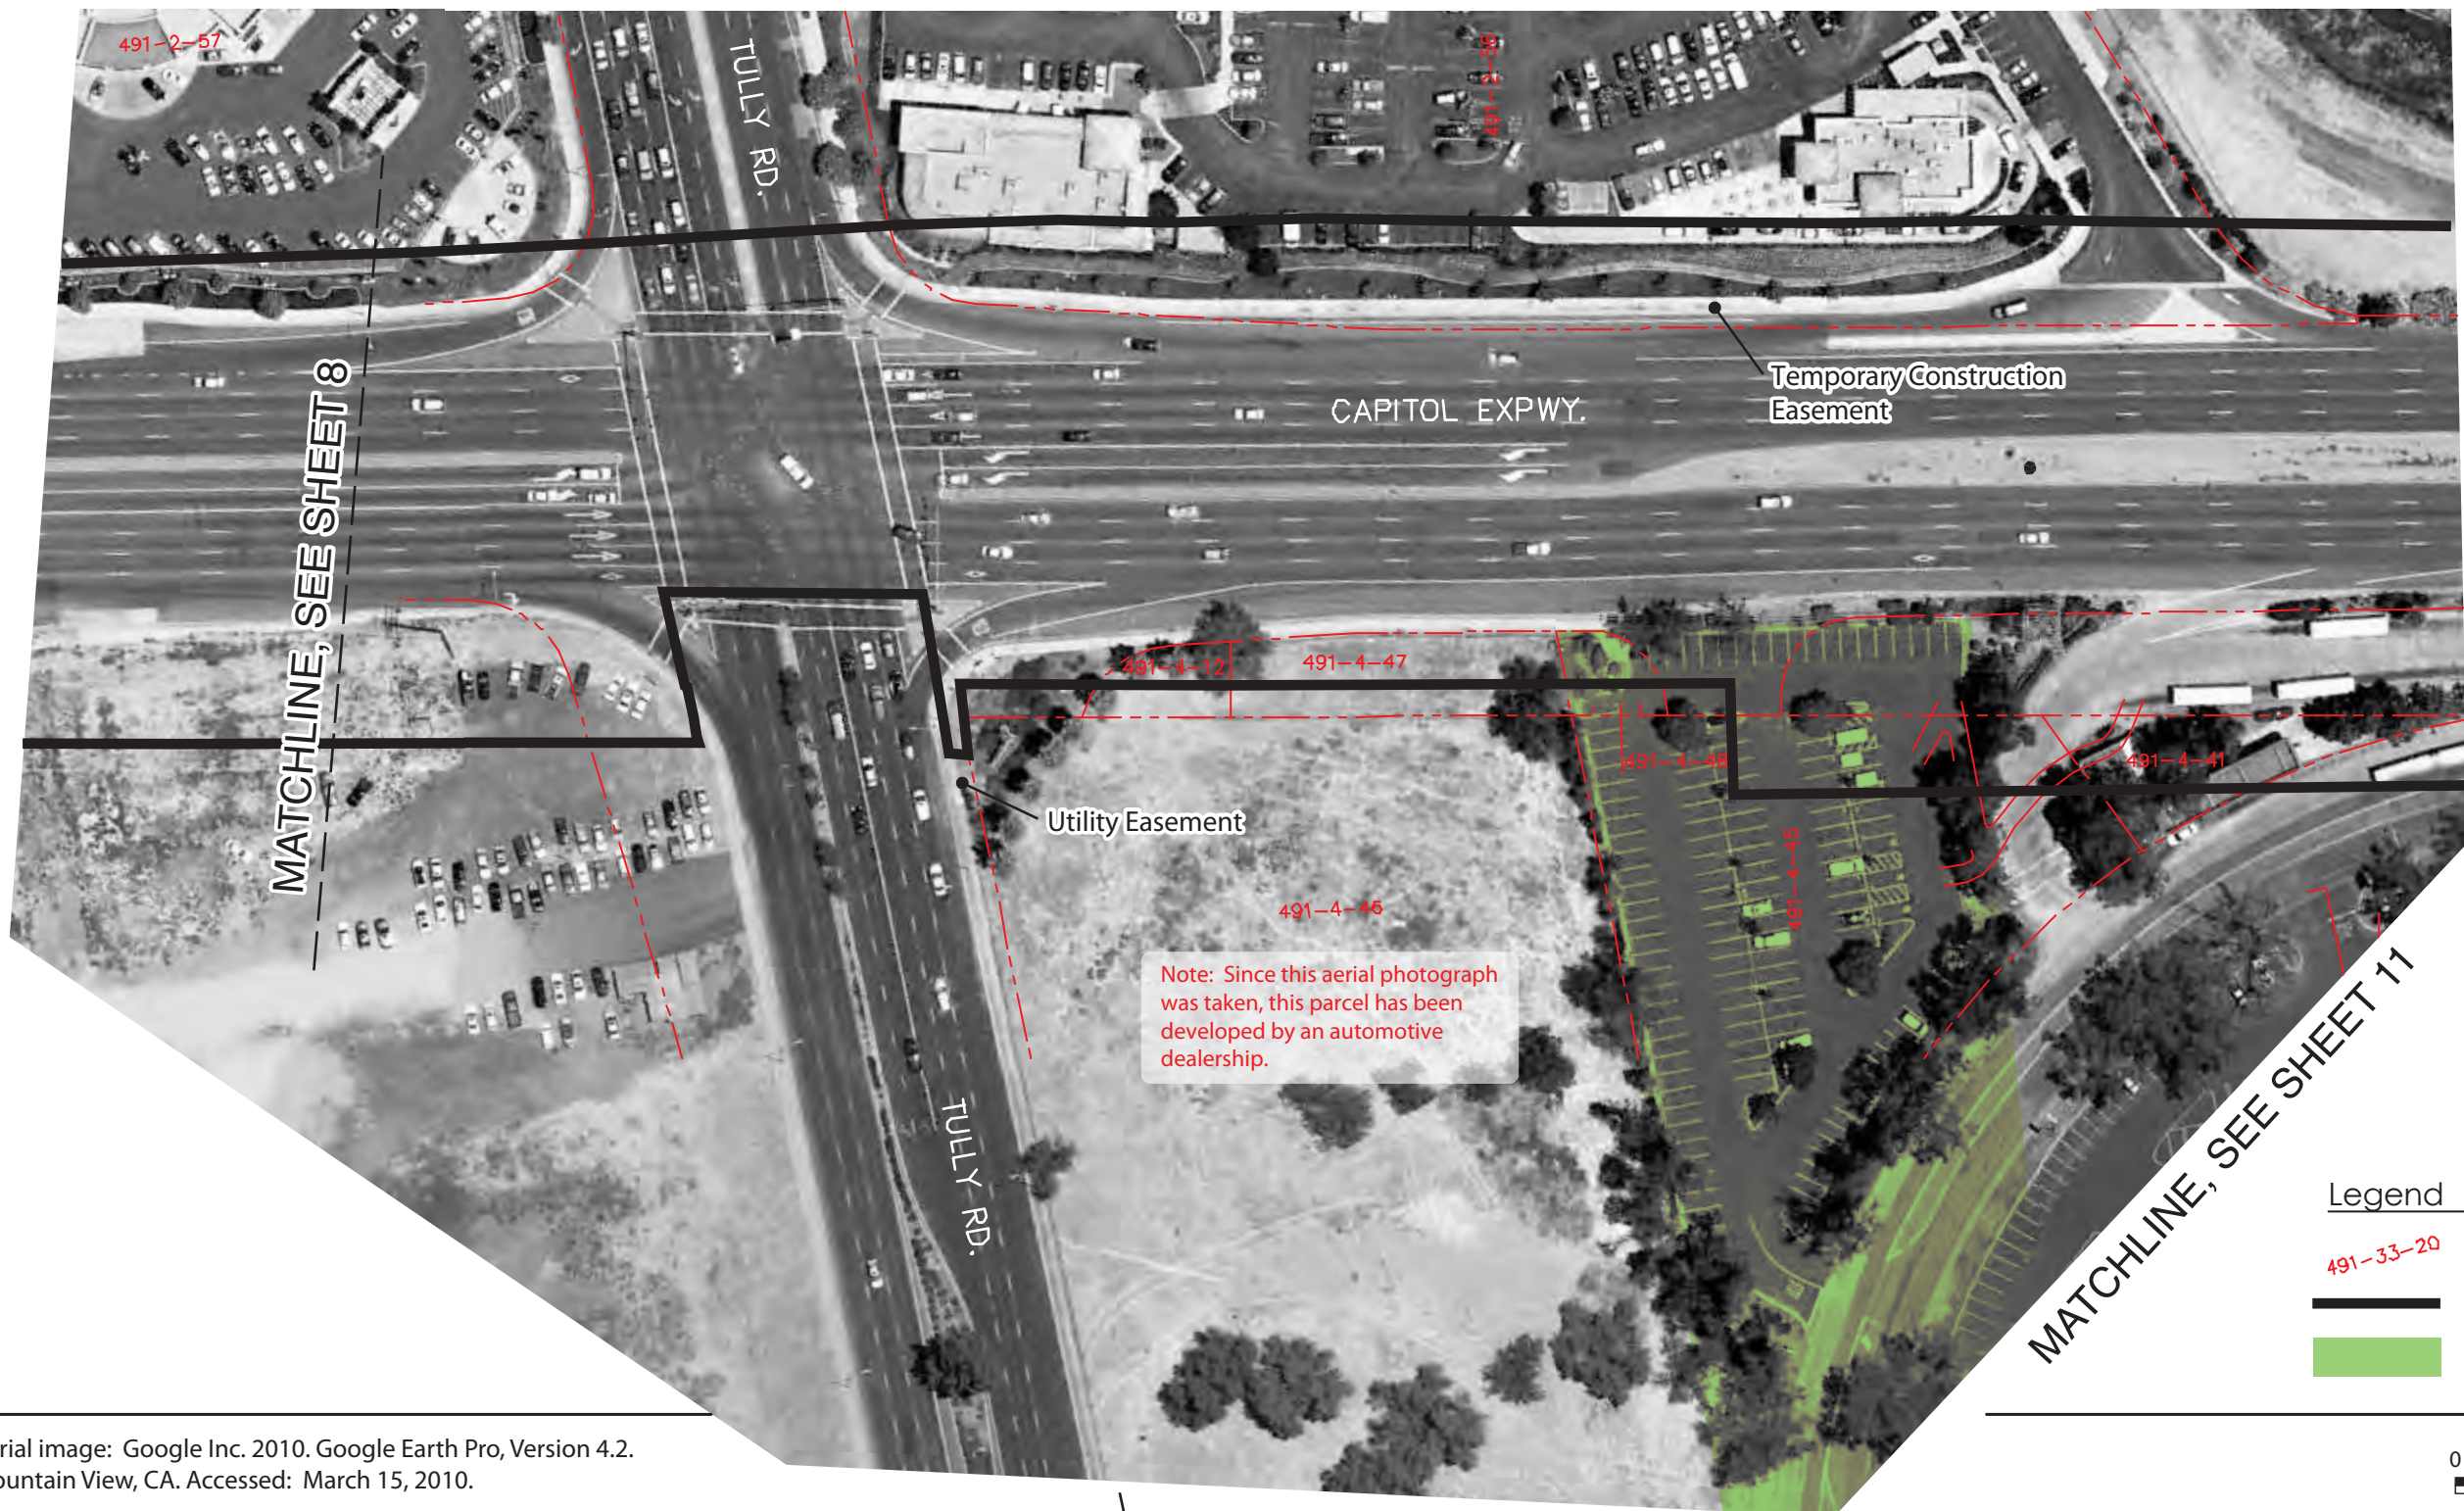 491-2-57
TULLY RD.
491-2-58
Temporary Construction
Easement
CAPITOL EXPWY.
MATCHLINE, SEE SHEET 8
491-4-12
491-4-47
491-4-48
491-4-41
Utility Easement
491-4-45
491-4-46
Note: Since this aerial photograph
was taken, this parcel has been
developed by an automotive
dealership.
TULLY RD.
MATCHLINE, SEE SHEET 11
Legend
491-33-20
rial image: Google Inc. 2010. Google Earth Pro, Version 4.2.
ountain View, CA. Accessed: March 15, 2010.
0